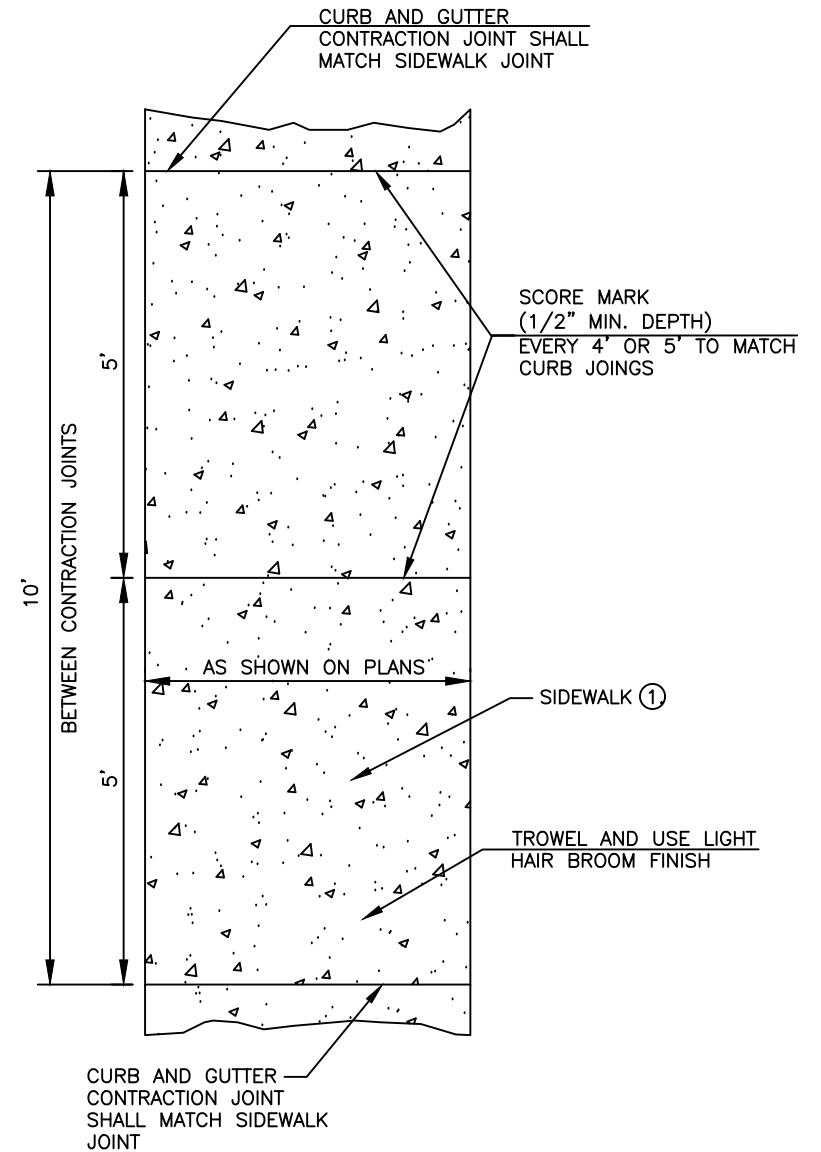 CURB AND GUTTER
CONTRACTION JOINT SHALL
MATCH SIDEWALK JOINT
SCORE MARK
(1/2" MIN. DEPTH)
EVERY 4' OR 5' TO MATCH
CURB JOINGS
5'
10'
BETWEEN CONTRACTION JOINTS
AS SHOWN ON PLANS
SIDEWALK 1.
5'
TROWEL AND USE LIGHT
HAIR BROOM FINISH
CURB AND GUTTER
CONTRACTION JOINT
SHALL MATCH SIDEWALK
JOINT